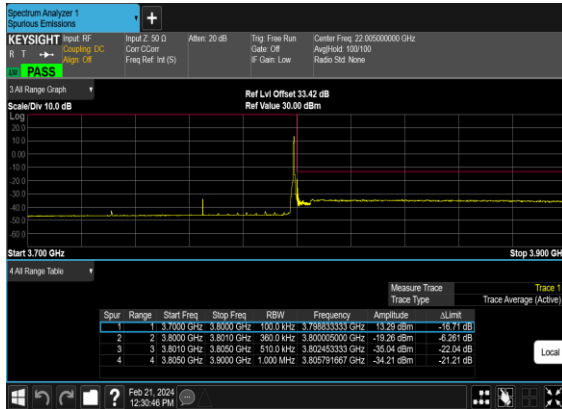 Spectrum Analyzer 1
Spurious Emissions
+
KEYSIGHT Input: RF Input Z: 50 Ω Atten: 20 dB Trig: Free Run Center Freq: 22.005000000 GHz
R T Coupling: DC Corr CCorr Gate: Off Avg|Hold: 100/100
Align: Off Freq Ref: Int (S) IF Gain: Low Radio Std: None
PASS
3 All Range Graph Ref Lvl Offset 33.42 dB
Scale/Div 10.0 dB Ref Value 30.00 dBm
Log
20.0
10.0
0.00
-10.0
-20.0
-30.0
-40.0
-50.0
-60.0
Start 3.700 GHz Stop 3.900 GH
4 All Range Table
Measure Trace Trace 1
Trace Type Trace Average (Active)
Spur Range Start Freq Stop Freq RBW Frequency Amplitude ΔLimit
1 1 3.7000 GHz 3.8000 GHz 100.0 kHz 3.798833333 GHz 13.29 dBm -16.71 dB
2 2 3.8000 GHz 3.8010 GHz 360.0 kHz 3.800005000 GHz -19.26 dBm -6.261 dB
3 3 3.8010 GHz 3.8050 GHz 510.0 kHz 3.802453333 GHz -35.04 dBm -22.04 dB
4 4 3.8050 GHz 3.9000 GHz 1.000 MHz 3.805791667 GHz -34.21 dBm -21.21 dB
Local
? Feb 21, 2024
12:30:46 PM